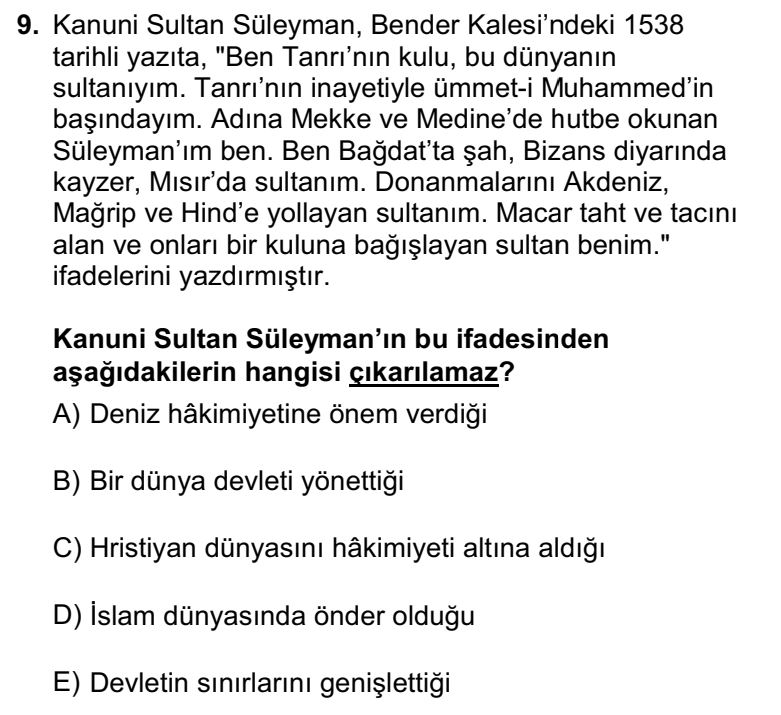 9. Kanuni Sultan Süleyman, Bender Kalesi’ndeki 1538
tarihli yazıta, "Ben Tanrı’nın kulu, bu dünyanın
sultanıyım. Tanrı’nın inayetiyle ümmet-i Muhammed’in
başındayım. Adına Mekke ve Medine’de hutbe okunan
Süleyman’ım ben. Ben Bağdat’ta şah, Bizans diyarında
kayzer, Mısır’da sultanım. Donanmalarını Akdeniz,
Mağrip ve Hind’e yollayan sultanım. Macar taht ve tacını
alan ve onları bir kuluna bağışlayan sultan benim."
ifadelerini yazdırmıştır.
Kanuni Sultan Süleyman’ın bu ifadesinden
aşağıdakilerin hangisi çıkarılamaz?
A) Deniz hâkimiyetine önem verdiği
B) Bir dünya devleti yönettiği
C) Hristiyan dünyasını hâkimiyeti altına aldığı
D) İslam dünyasında önder olduğu
E) Devletin sınırlarını genişlettiği